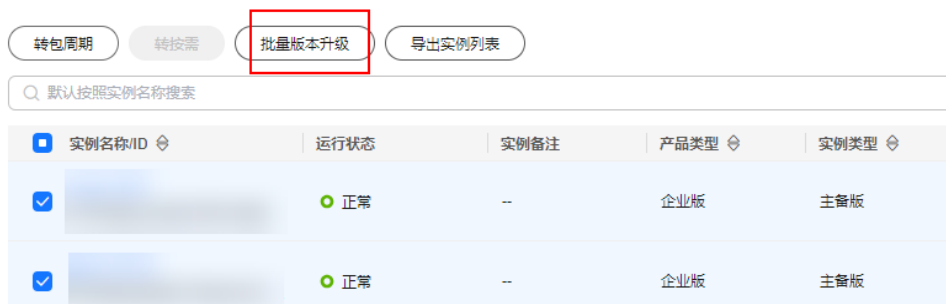 转包周期 转按需 批量版本升级 导出实例列表
默认按照实例名称搜索
实例名称/ID 运行状态 实例备注 产品类型 实例类型
正常 -- 企业版 主备版
正常 -- 企业版 主备版